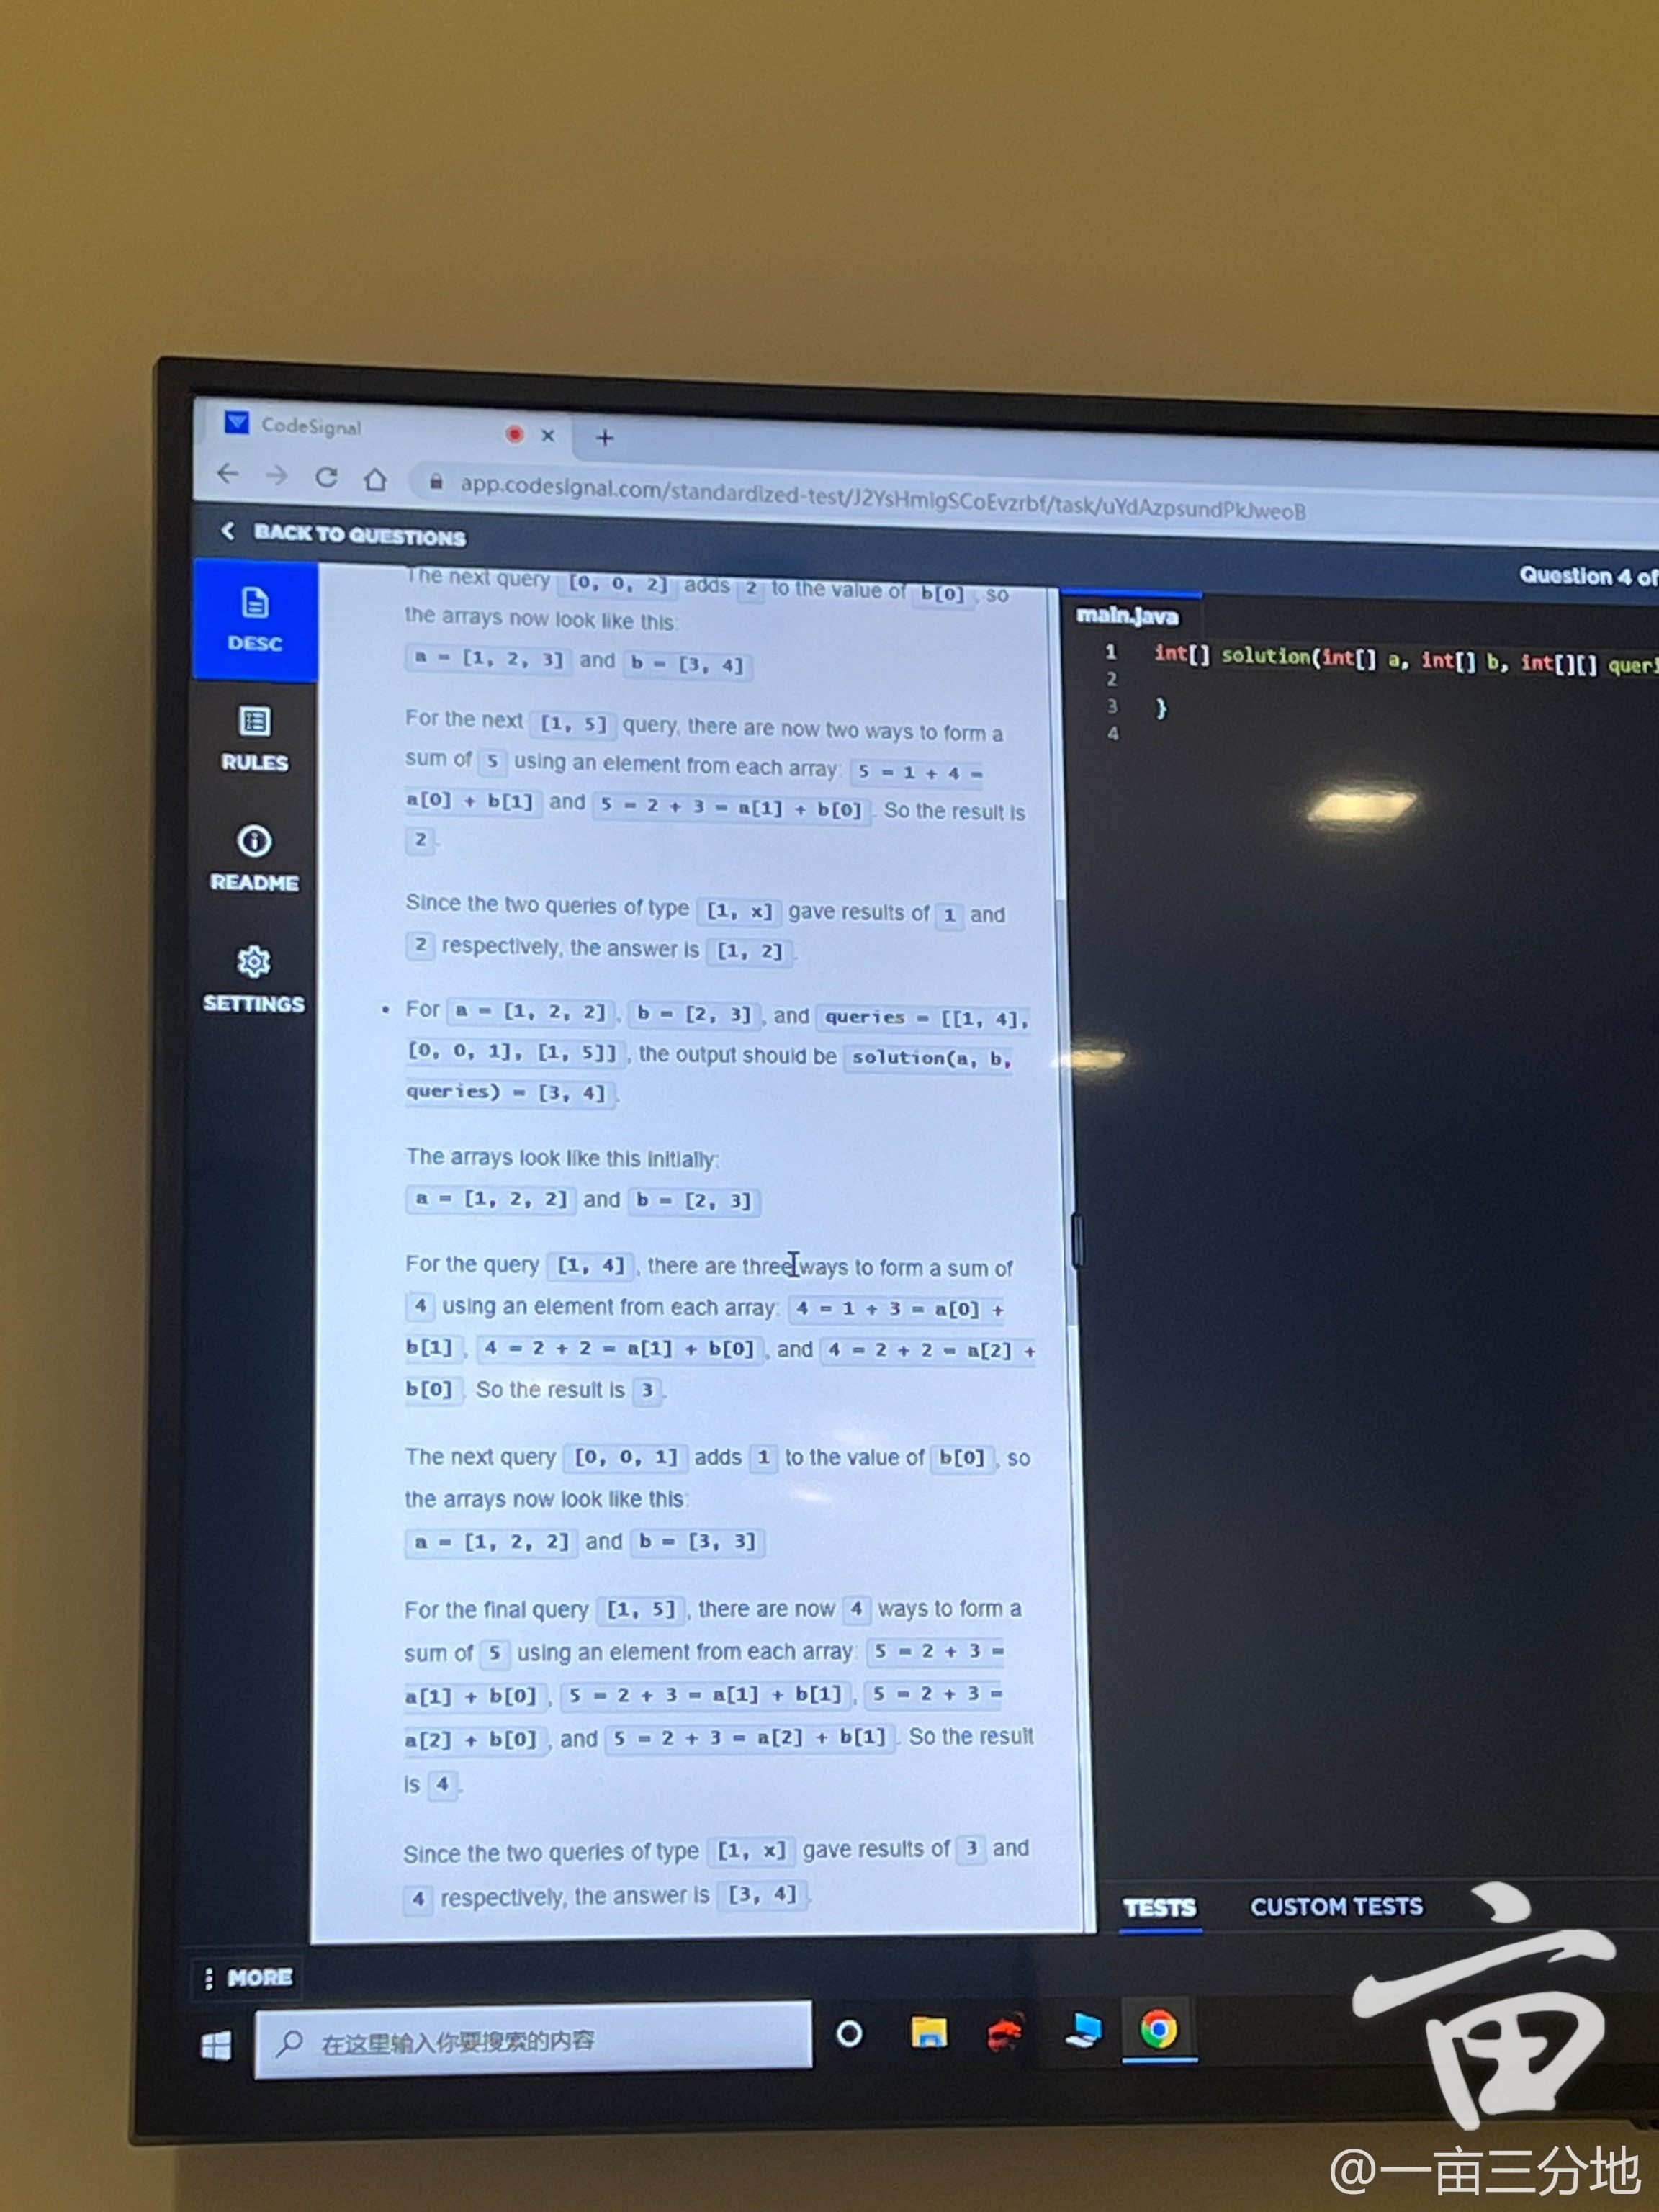 CodeSignal
app.codesignal.com/standardized-test/J2YsHmIgSCoEvzrbf/task/uYdAzpsundPkJweoB
BACK TO QUESTIONS
Question 4 of
DESC
RULES
README
SETTINGS
The next query [0, 0, 2] adds 2 to the value of b[0], so
the arrays now look like this:
a = [1, 2, 3] and b = [3, 4]
For the next [1, 5] query, there are now two ways to form a
sum of 5 using an element from each array: 5 = 1 + 4 =
a[0] + b[1] and 5 = 2 + 3 = a[1] + b[0]. So the result is
2.
Since the two queries of type [1, x] gave results of 1 and
2 respectively, the answer is [1, 2].
• For a = [1, 2, 2], b = [2, 3], and queries = [[1, 4],
[0, 0, 1], [1, 5]], the output should be solution(a, b,
queries) = [3, 4].
The arrays look like this initially:
a = [1, 2, 2] and b = [2, 3]
For the query [1, 4], there are three ways to form a sum of
4 using an element from each array: 4 = 1 + 3 = a[0] +
b[1], 4 = 2 + 2 = a[1] + b[0], and 4 = 2 + 2 = a[2] +
b[0]. So the result is 3.
The next query [0, 0, 1] adds 1 to the value of b[0], so
the arrays now look like this:
a = [1, 2, 2] and b = [3, 3]
For the final query [1, 5], there are now 4 ways to form a
sum of 5 using an element from each array: 5 = 2 + 3 =
a[1] + b[0], 5 = 2 + 3 = a[1] + b[1], 5 = 2 + 3 =
a[2] + b[0], and 5 = 2 + 3 = a[2] + b[1]. So the result
is 4.
Since the two queries of type [1, x] gave results of 3 and
4 respectively, the answer is [3, 4].
main.java
1 int[] solution(int[] a, int[] b, int[][] queri
2
3 }
4
TESTS
CUSTOM TESTS
MORE
在这里输入你要搜索的内容
亩
@一亩三分地